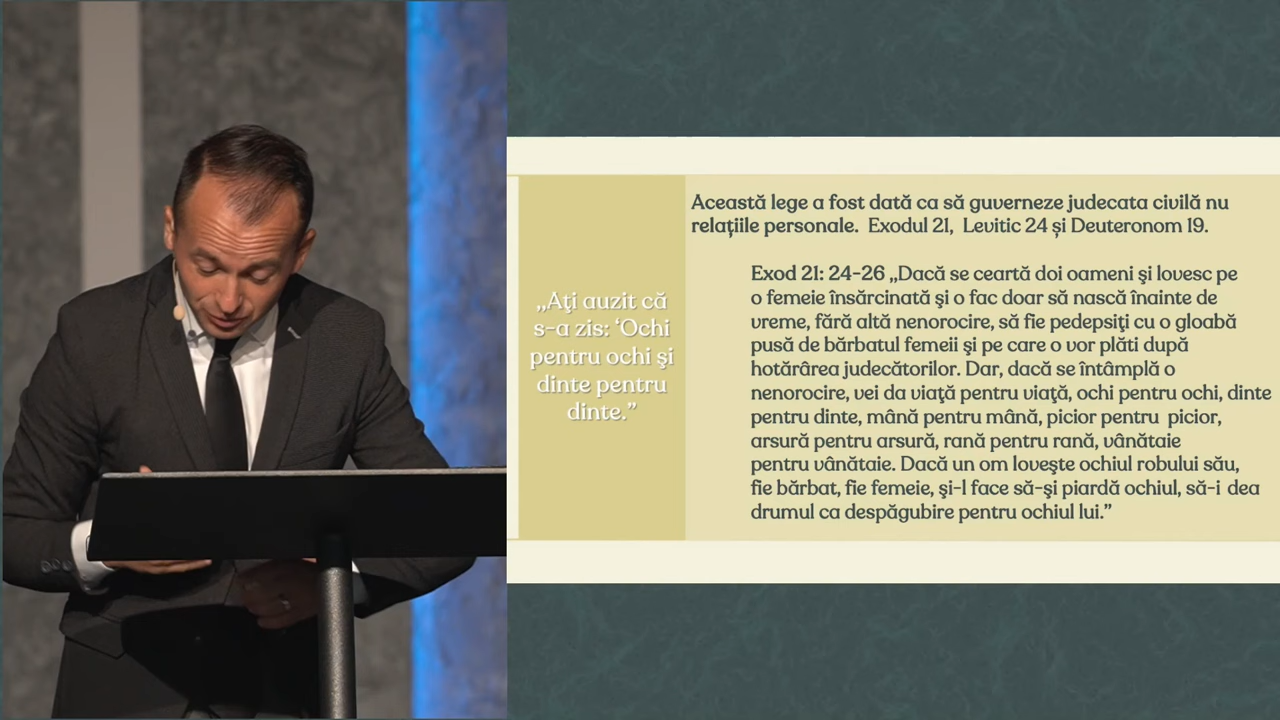 „Aţi auzit că
s-a zis: ‘Ochi
pentru ochi şi
dinte pentru
dinte.”
Această lege a fost dată ca să guverneze judecata civilă nu
relațiile personale. Exodul 21, Levitic 24 și Deuteronom 19.
Exod 21: 24-26 „Dacă se ceartă doi oameni şi lovesc pe
o femeie însărcinată şi o fac doar să nască înainte de
vreme, fără altă nenorocire, să fie pedepsiţi cu o gloabă
pusă de bărbatul femeii şi pe care o vor plăti după
hotărârea judecătorilor. Dar, dacă se întâmplă o
nenorocire, vei da viaţă pentru viaţă, ochi pentru ochi, dinte
pentru dinte, mână pentru mână, picior pentru picior,
arsură pentru arsură, rană pentru rană, vânătaie
pentru vânătaie. Dacă un om loveşte ochiul robului său,
fie bărbat, fie femeie, şi-l face să-şi piardă ochiul, să-i dea
drumul ca despăgubire pentru ochiul lui.”